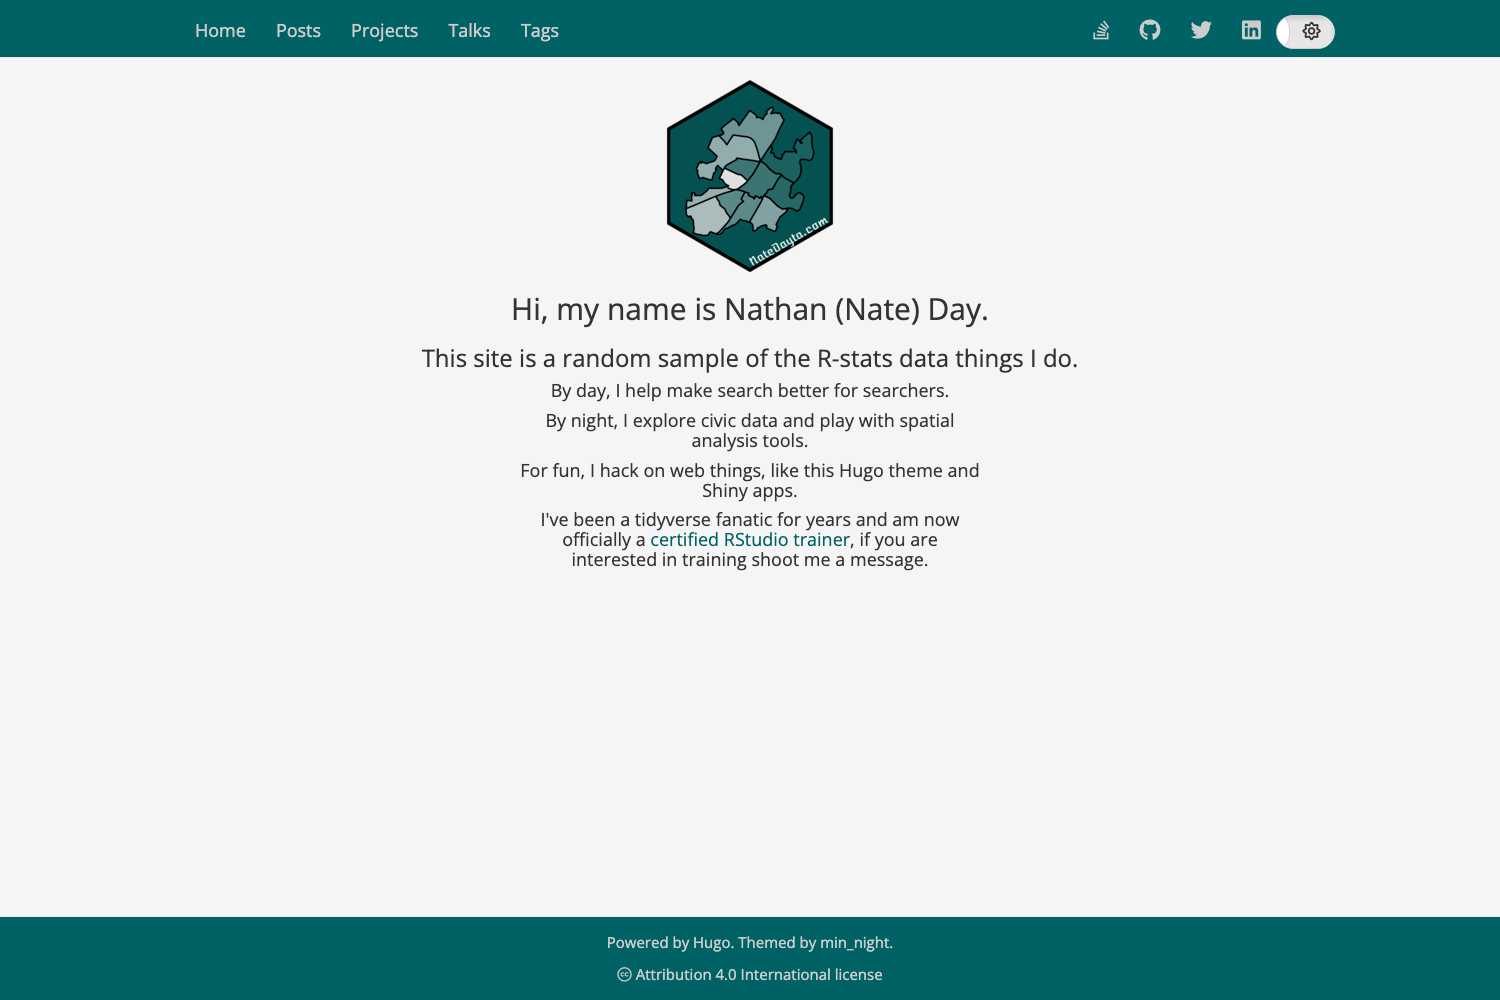 Home Posts Projects Talks Tags
NateDayta.com
Hi, my name is Nathan (Nate) Day.
This site is a random sample of the R-stats data things I do.
By day, I help make search better for searchers.
By night, I explore civic data and play with spatial
analysis tools.
For fun, I hack on web things, like this Hugo theme and
Shiny apps.
I've been a tidyverse fanatic for years and am now
officially a certified RStudio trainer, if you are
interested in training shoot me a message.
Powered by Hugo. Themed by min_night.
Attribution 4.0 International license